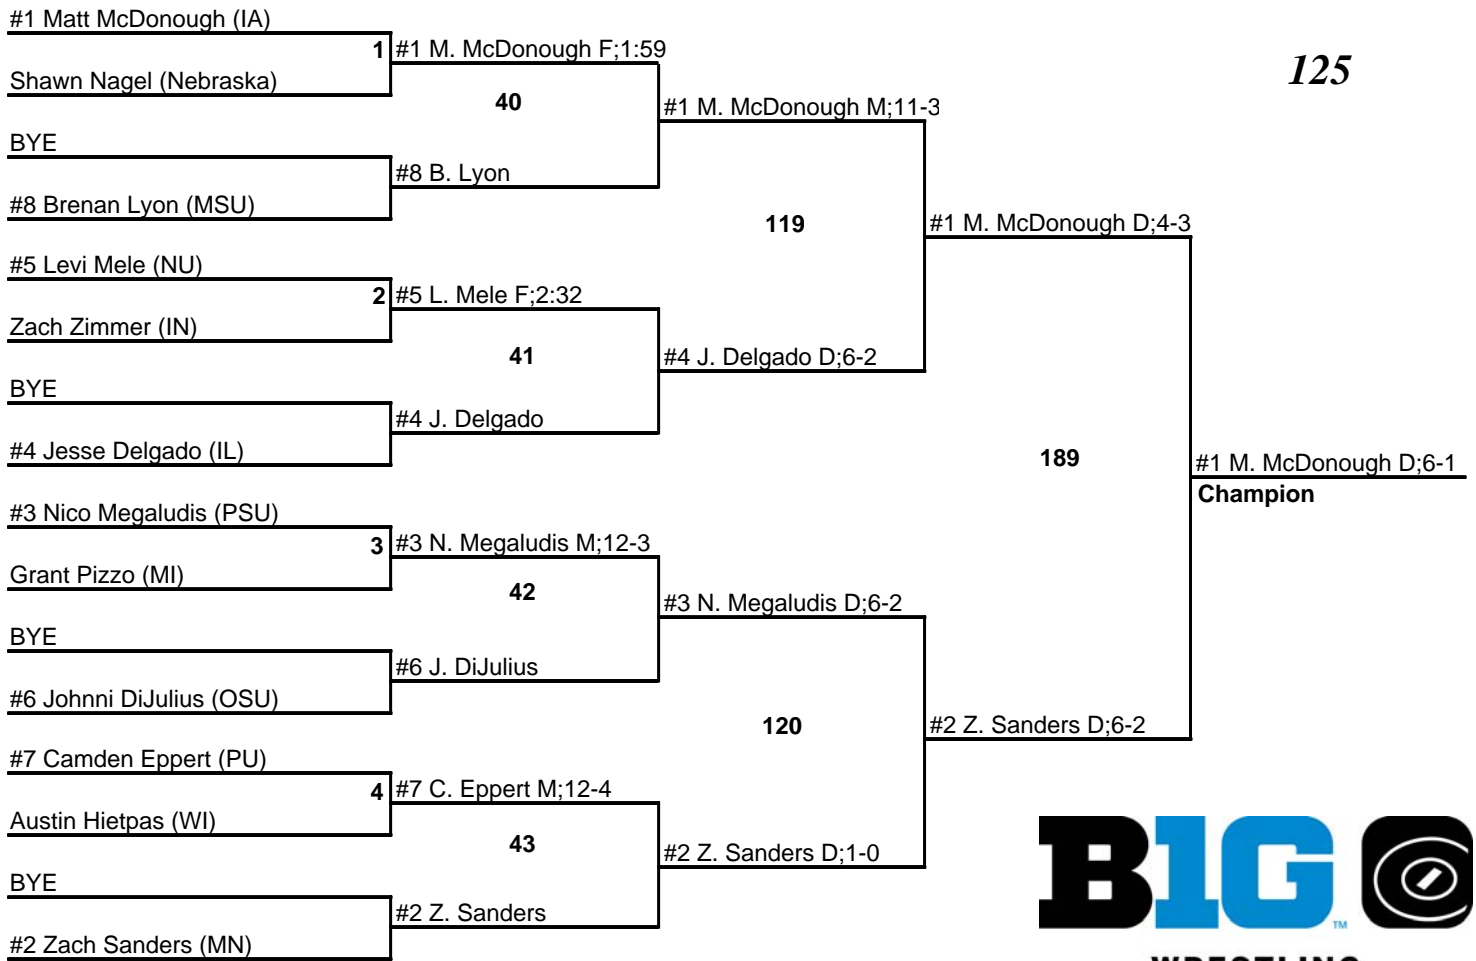 #1 Matt McDonough (IA)
1
#1 M. McDonough F;1:59
Shawn Nagel (Nebraska)
125
40
#1 M. McDonough M;11-3
BYE
#8 B. Lyon
#8 Brenan Lyon (MSU)
119
#1 M. McDonough D;4-3
#5 Levi Mele (NU)
2
#5 L. Mele F;2:32
Zach Zimmer (IN)
41
#4 J. Delgado D;6-2
BYE
#4 J. Delgado
#4 Jesse Delgado (IL)
189
#1 M. McDonough D;6-1
Champion
#3 Nico Megaludis (PSU)
3
#3 N. Megaludis M;12-3
Grant Pizzo (MI)
42
#3 N. Megaludis D;6-2
BYE
#6 J. DiJulius
#6 Johnni DiJulius (OSU)
120
#2 Z. Sanders D;6-2
#7 Camden Eppert (PU)
4
#7 C. Eppert M;12-4
Austin Hietpas (WI)
43
#2 Z. Sanders D;1-0
BYE
#2 Z. Sanders
#2 Zach Sanders (MN)
B1G
TM
WRESTLING